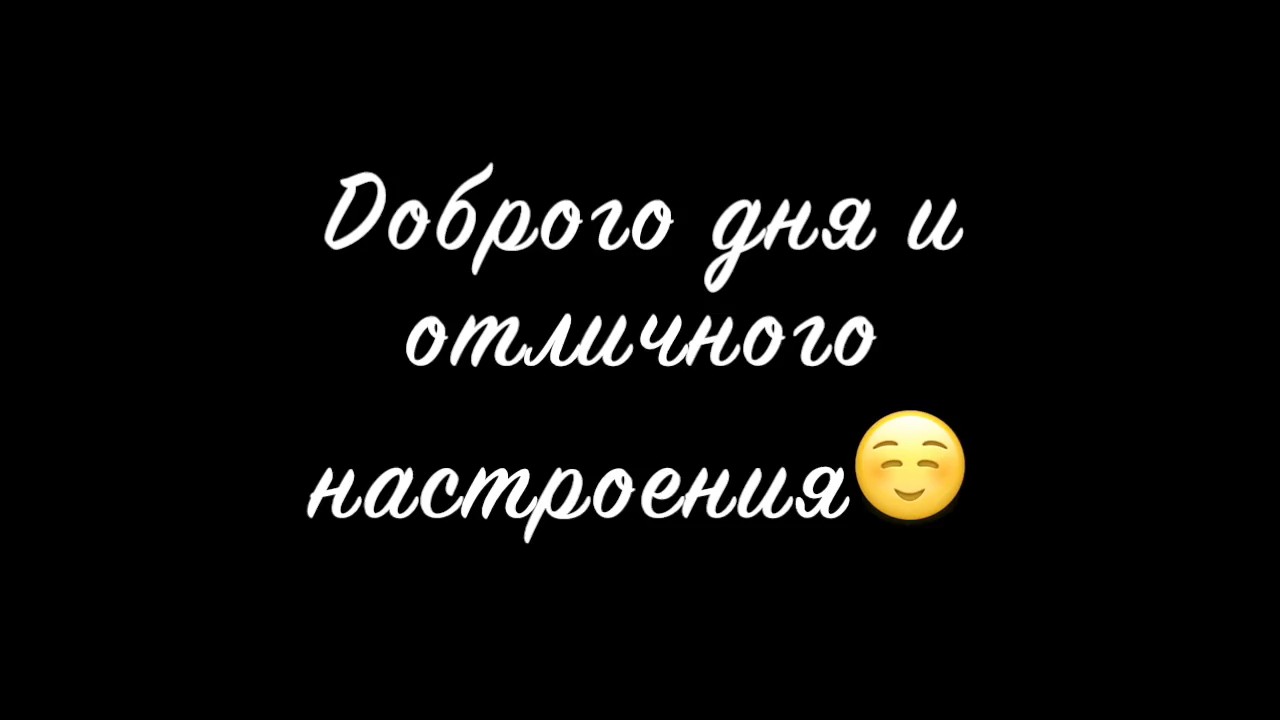 Доброго дня и
отличного
настроения☺️